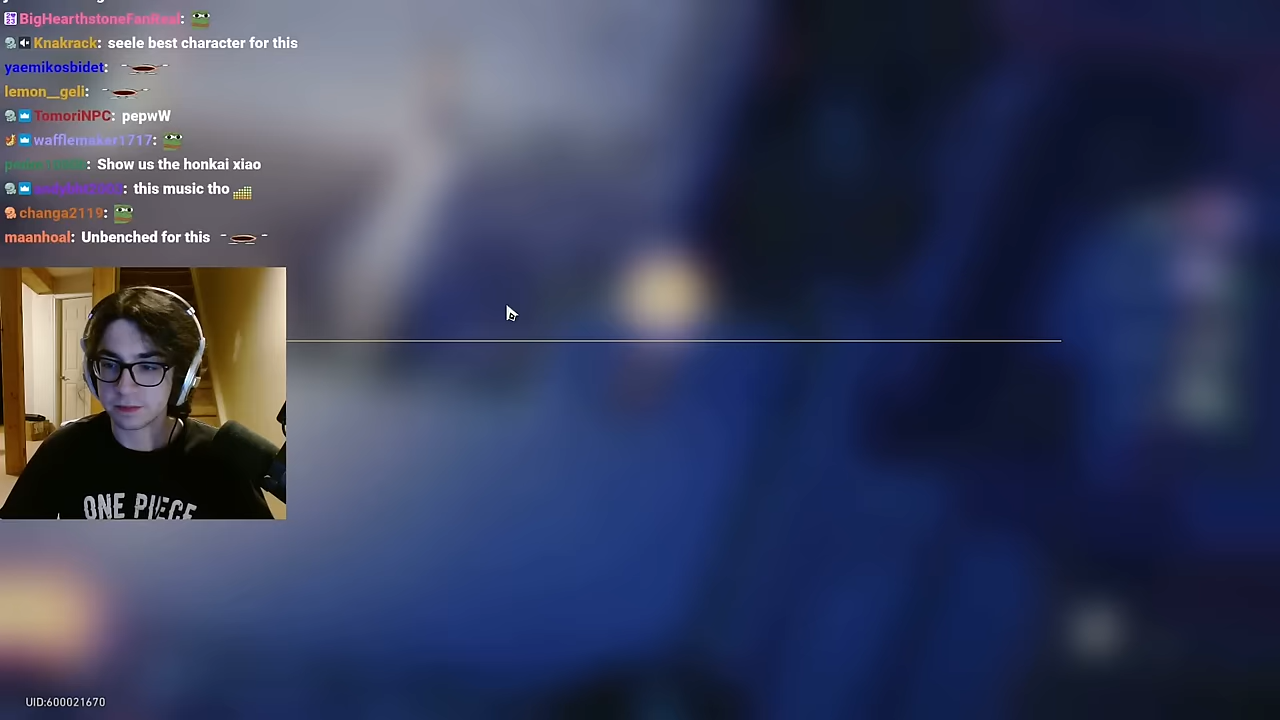 BigHearthstoneFanReal:
Knakrack: seele best character for this
yaemikosbidet:
lemon__geli:
TomoriNPC: pepwW
wafflemaker1717:
Show us the honkai xiao
this music tho
changa2119:
maanhoal: Unbenched for this
ONE PIECE
UID:600021670